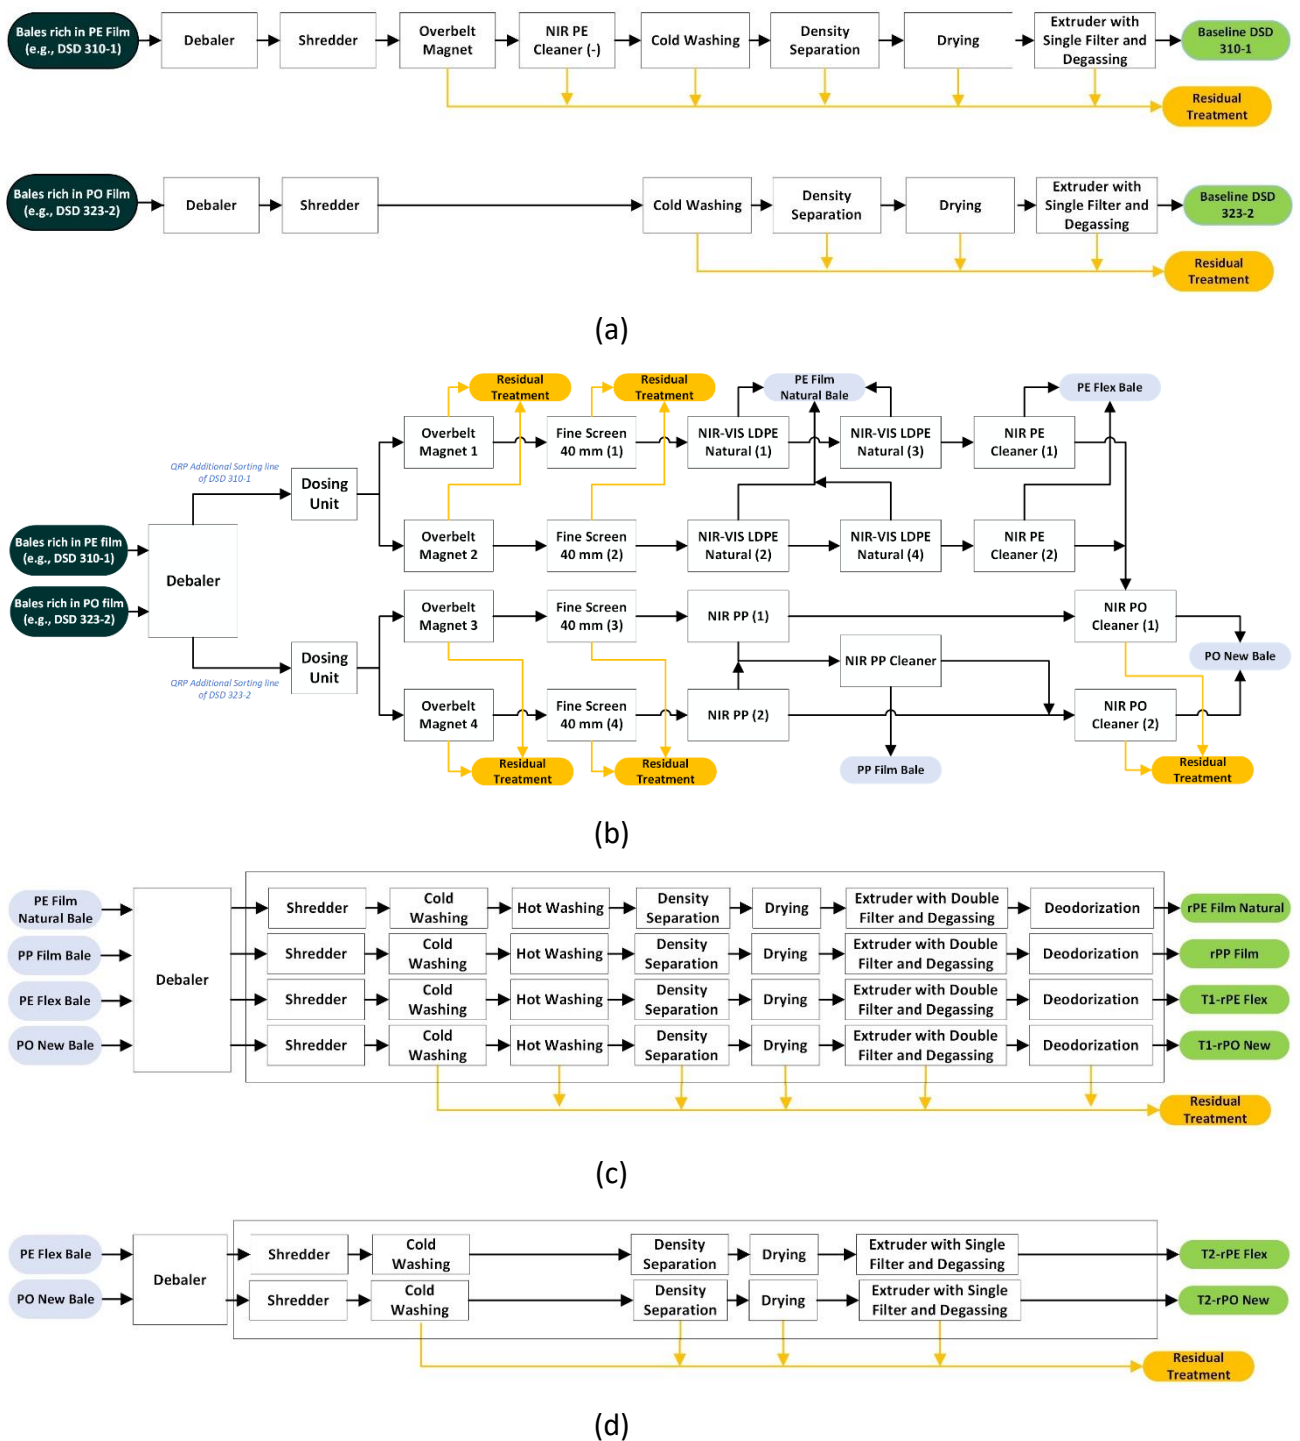 Bales rich in PE Film
(e.g., DSD 310-1)
Debaler
Shredder
Overbelt
Magnet
NIR PE
Cleaner (-)
Cold Washing
Density
Separation
Drying
Extruder with
Single Filter and
Degassing
Baseline DSD
310-1
Residual
Treatment
Bales rich in PO Film
(e.g., DSD 323-2)
Debaler
Shredder
Cold Washing
Density
Separation
Drying
Extruder with
Single Filter and
Degassing
Baseline DSD
323-2
Residual
Treatment
(a)
Residual
Treatment
Residual
Treatment
PE Film
Natural Bale
PE Flex Bale
Overbelt
Magnet 1
Fine Screen
40 mm (1)
NIR-VIS LDPE
Natural (1)
NIR-VIS LDPE
Natural (3)
NIR PE
Cleaner (1)
QRP Additional Sorting line
of DSD 310-1
Dosing
Unit
Overbelt
Magnet 2
Fine Screen
40 mm (2)
NIR-VIS LDPE
Natural (2)
NIR-VIS LDPE
Natural (4)
NIR PE
Cleaner (2)
Bales rich in PE film
(e.g., DSD 310-1)
Bales rich in PO film
(e.g., DSD 323-2)
Debaler
Overbelt
Magnet 3
Fine Screen
40 mm (3)
NIR PP (1)
NIR PO
Cleaner (1)
Dosing
Unit
NIR PP Cleaner
PO New Bale
QRP Additional Sorting line
of DSD 323-2
Overbelt
Magnet 4
Fine Screen
40 mm (4)
NIR PP (2)
NIR PO
Cleaner (2)
Residual
Treatment
Residual
Treatment
PP Film Bale
Residual
Treatment
(b)
PE Film
Natural Bale
PP Film Bale
PE Flex Bale
PO New Bale
Debaler
Shredder
Cold
Washing
Hot Washing
Density
Separation
Drying
Extruder with Double
Filter and Degassing
Deodorization
rPE Film Natural
Shredder
Cold
Washing
Hot Washing
Density
Separation
Drying
Extruder with Double
Filter and Degassing
Deodorization
rPP Film
Shredder
Cold
Washing
Hot Washing
Density
Separation
Drying
Extruder with Double
Filter and Degassing
Deodorization
T1-rPE Flex
Shredder
Cold
Washing
Hot Washing
Density
Separation
Drying
Extruder with Double
Filter and Degassing
Deodorization
T1-rPO New
Residual
Treatment
(c)
PE Flex Bale
PO New Bale
Debaler
Shredder
Cold
Washing
Density
Separation
Drying
Extruder with Single
Filter and Degassing
T2-rPE Flex
Shredder
Cold
Washing
Density
Separation
Drying
Extruder with Single
Filter and Degassing
T2-rPO New
Residual
Treatment
(d)